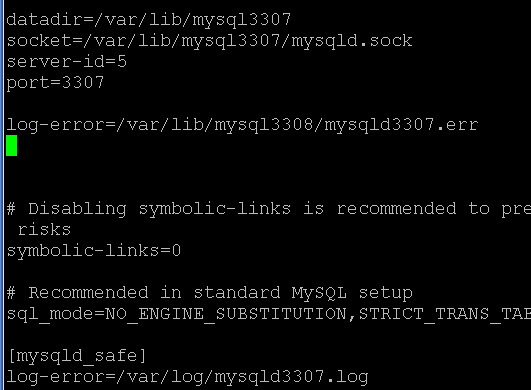 datadir=/var/lib/mysql3307
socket=/var/lib/mysql3307/mysqld.sock
server-id=5
port=3307
log-error=/var/lib/mysql3308/mysqld3307.err
# Disabling symbolic-links is recommended to pre
risks
symbolic-links=0
# Recommended in standard MySQL setup
sql_mode=NO_ENGINE_SUBSTITUTION,STRICT_TRANS_TAB
[mysqld_safe]
log-error=/var/log/mysqld3307.log